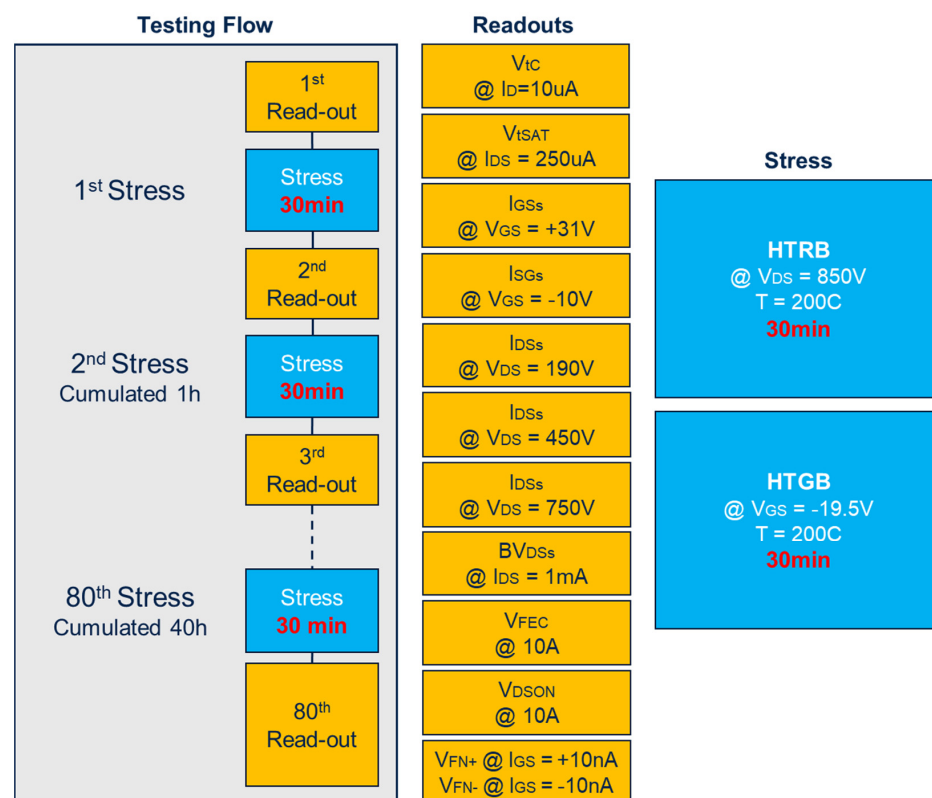 Testing Flow
1st
Read-out
1st Stress
Stress
30min
2nd
Read-out
2nd Stress
Cumulated 1h
Stress
30min
3rd
Read-out
80th Stress
Cumulated 40h
Stress
30 min
80th
Read-out
Readouts
VtC
@ ID=10uA
VtSAT
@ IDS = 250uA
IGSs
@ VGS = +31V
ISGs
@ VGS = -10V
IDSs
@ VDS = 190V
IDSs
@ VDS = 450V
IDSs
@ VDS = 750V
BVDSs
@ IDS = 1mA
VFEC
@ 10A
VDSON
@ 10A
VFN+ @ IGS = +10nA
VFN- @ IGS = -10nA
Stress
HTRB
@ VDS = 850V
T = 200C
30min
HTGB
@ VGS = -19.5V
T = 200C
30min